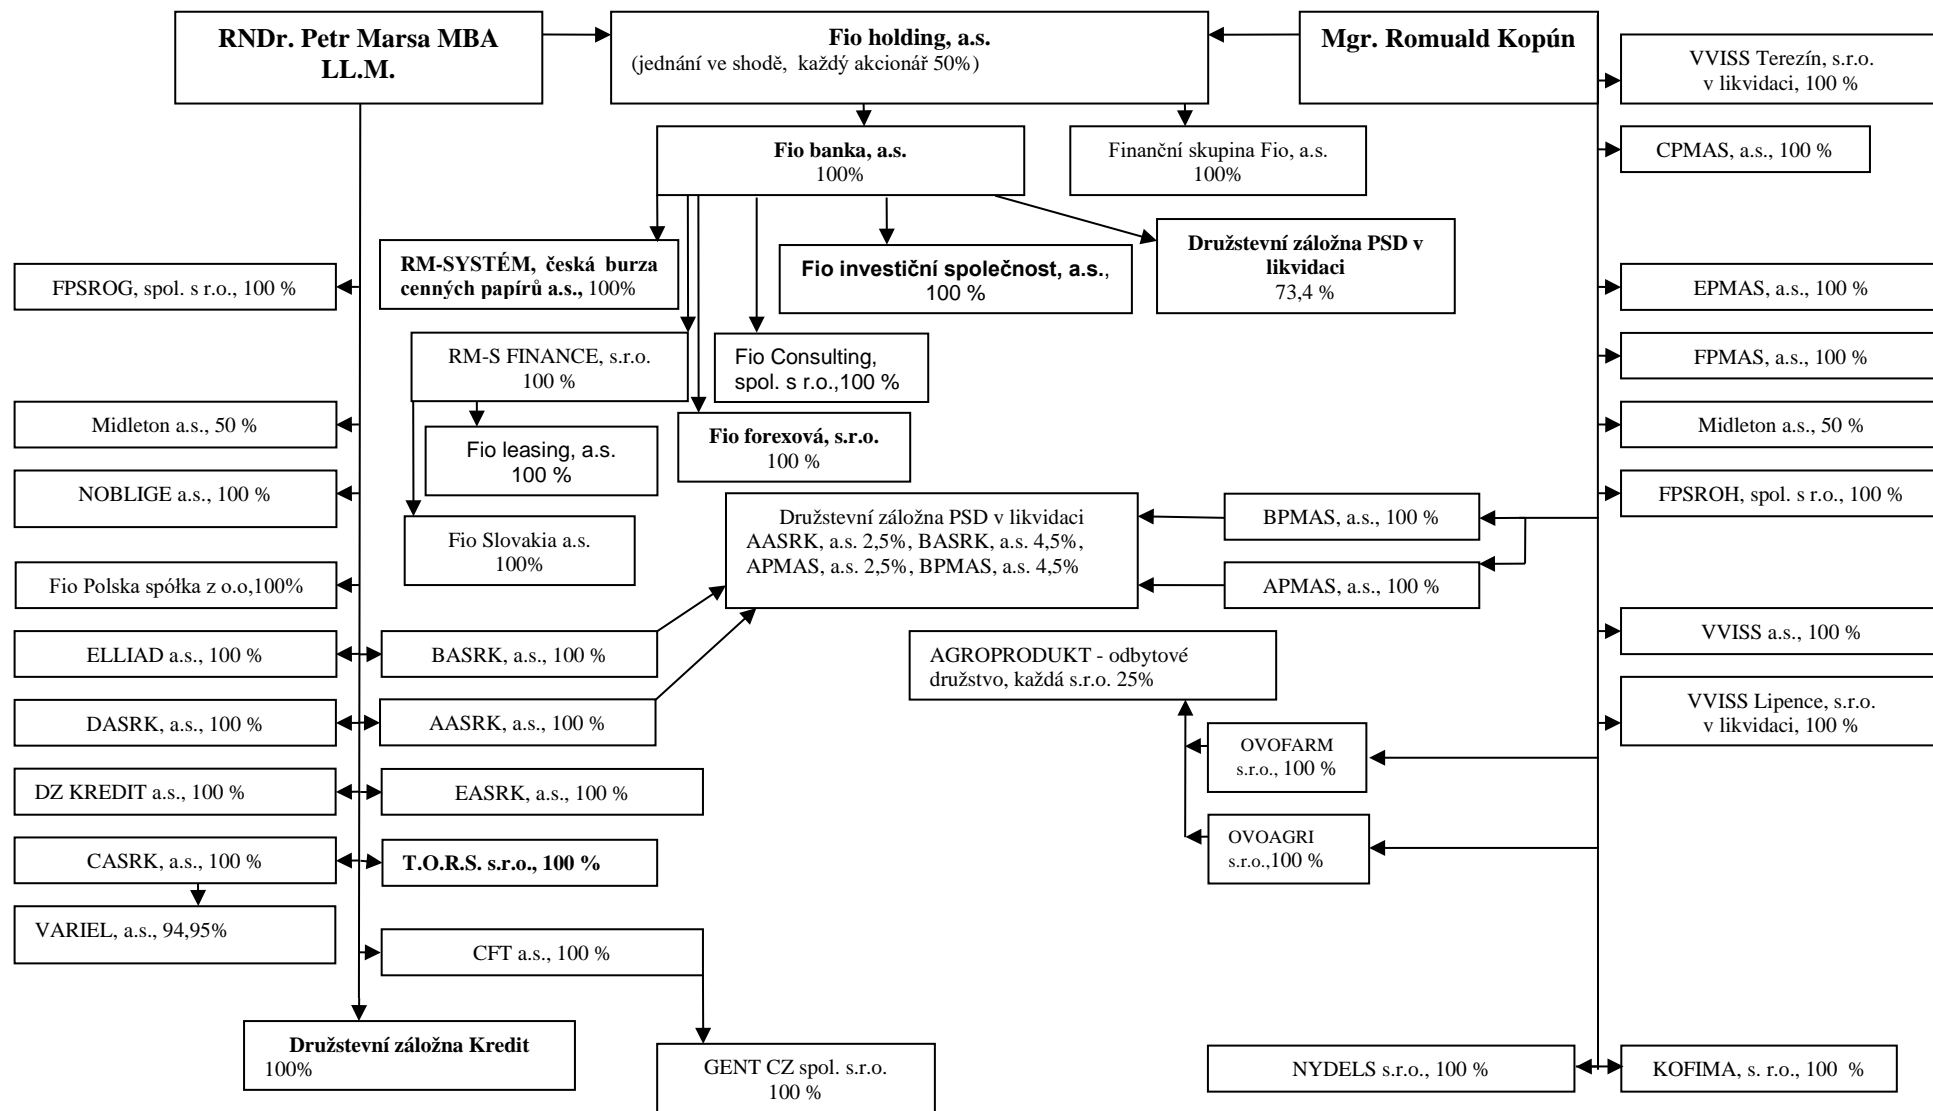 RNDr. Petr Marsa MBA
LL.M.
Fio holding, a.s.
(jednání ve shodě, každý akcionář 50%)
Mgr. Romuald Kopún
VVISS Terezín, s.r.o.
v likvidaci, 100 %
Fio banka, a.s.
100%
Finanční skupina Fio, a.s.
100%
CPMAS, a.s., 100 %
RM-SYSTÉM, česká burza
cenných papírů a.s., 100%
Fio investiční společnost, a.s.,
100 %
Družstevní záložna PSD v
likvidaci
73,4 %
FPSROG, spol. s r.o., 100 %
EPMAS, a.s., 100 %
RM-S FINANCE, s.r.o.
100 %
Fio Consulting,
spol. s r.o.,100 %
FPMAS, a.s., 100 %
Midleton a.s., 50 %
Fio leasing, a.s.
100 %
Fio forexová, s.r.o.
100 %
Midleton a.s., 50 %
NOBLIGE a.s., 100 %
Fio Slovakia a.s.
100%
Družstevní záložna PSD v likvidaci
AASRK, a.s. 2,5%, BASRK, a.s. 4,5%,
APMAS, a.s. 2,5%, BPMAS, a.s. 4,5%
BPMAS, a.s., 100 %
FPSROH, spol. s r.o., 100 %
Fio Polska spółka z o.o,100%
APMAS, a.s., 100 %
ELLIAD a.s., 100 %
BASRK, a.s., 100 %
AGROPRODUKT - odbytové
družstvo, každá s.r.o. 25%
VVISS a.s., 100 %
DASRK, a.s., 100 %
AASRK, a.s., 100 %
VVISS Lipence, s.r.o.
v likvidaci, 100 %
OVOFARM
s.r.o., 100 %
DZ KREDIT a.s., 100 %
EASRK, a.s., 100 %
CASRK, a.s., 100 %
T.O.R.S. s.r.o., 100 %
OVOAGRI
s.r.o.,100 %
VARIEL, a.s., 94,95%
CFT a.s., 100 %
Družstevní záložna Kredit
100%
GENT CZ spol. s.r.o.
100 %
NYDELS s.r.o., 100 %
KOFIMA, s. r.o., 100 %